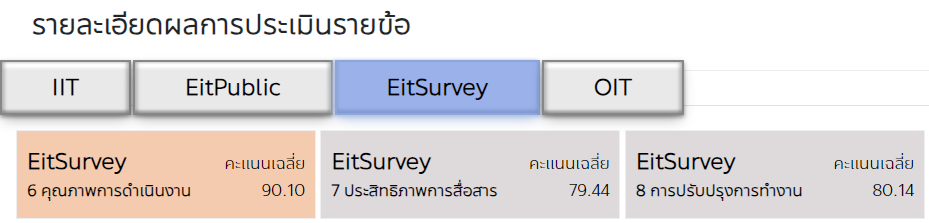 รายละเอียดผลการประเมินรายข้อ
IIT EitPublic EitSurvey OIT
EitSurvey คะแนนเฉลี่ย
6 คุณภาพการดำเนินงาน 90.10
EitSurvey คะแนนเฉลี่ย
7 ประสิทธิภาพการสื่อสาร 79.44
EitSurvey คะแนนเฉลี่ย
8 การปรับปรุงการทำงาน 80.14